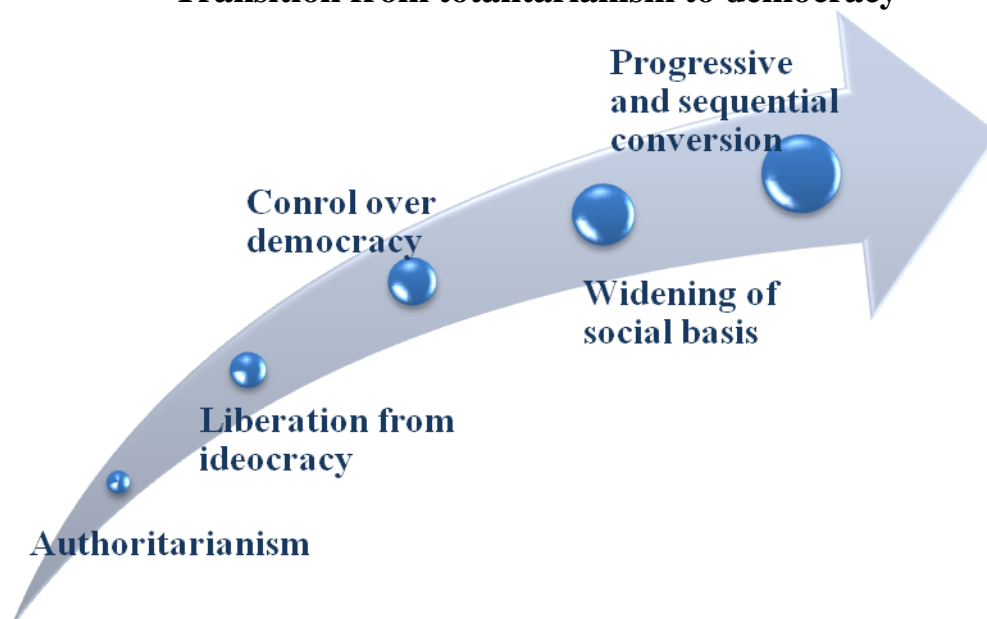 Transition from totalitarianism to democracy
Progressive
and sequential
conversion
Conrol over
democracy
Widening of
social basis
Liberation from
ideocracy
Authoritarianism